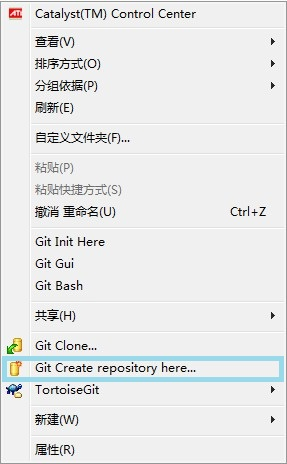 ATI Catalyst(TM) Control Center
查看(V)
排序方式(O)
分组依据(P)
刷新(E)
自定义文件夹(F)...
粘贴(P)
粘贴快捷方式(S)
撤消 重命名(U) Ctrl+Z
Git Init Here
Git Gui
Git Bash
共享(H)
Git Clone...
Git Create repository here...
TortoiseGit
新建(W)
属性(R)